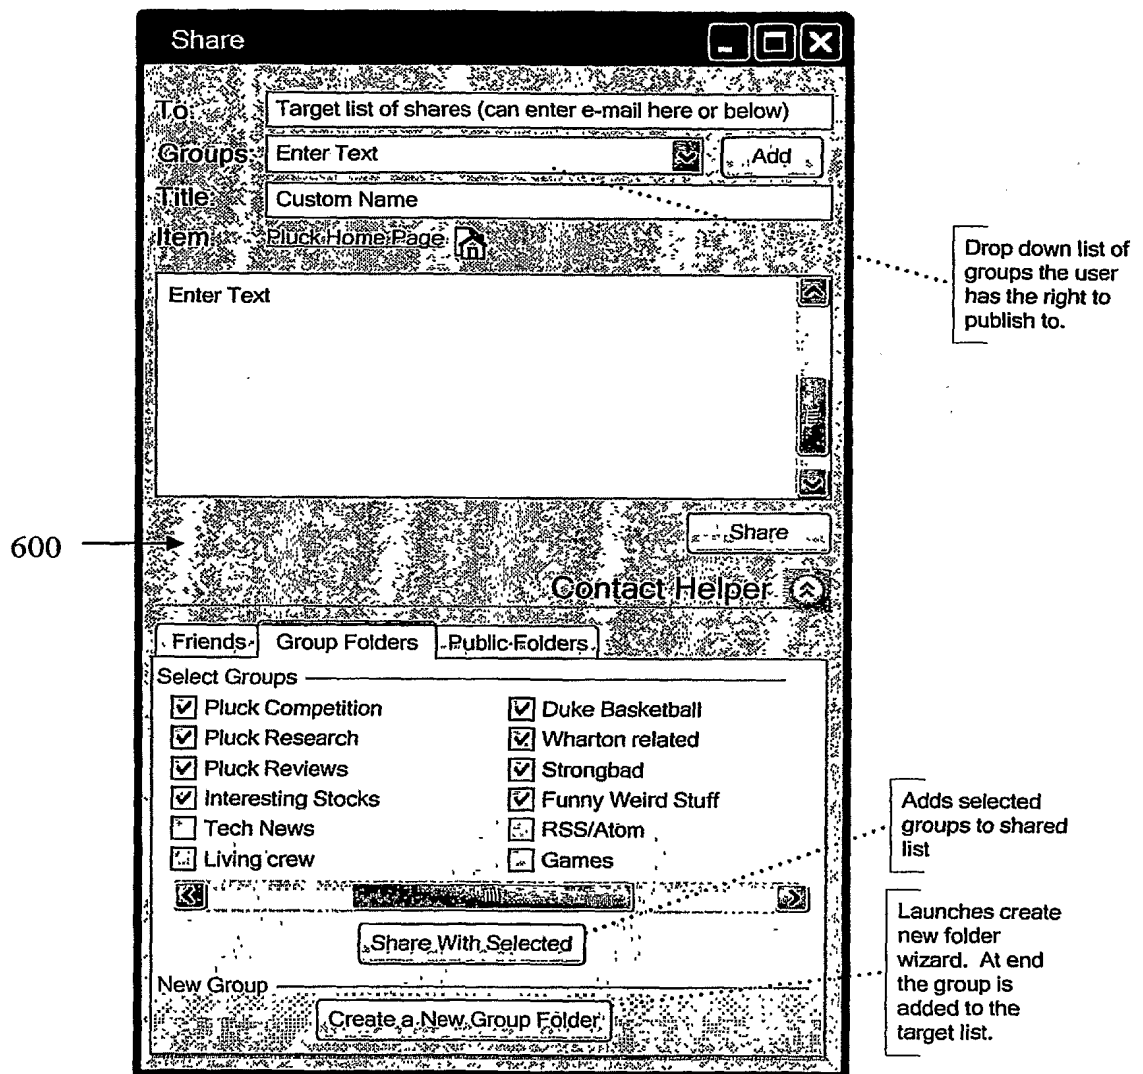 Share
To: Target list of shares (can enter e-mail here or below)
Groups: Enter Text Add
Title: Custom Name
Item Pluck Home Page
Drop down list of
groups the user
has the right to
publish to.
Enter Text
600
Share
Contact Helper
Friends Group Folders Public Folders
Select Groups
Pluck Competition Duke Basketball
Pluck Research Wharton related
Pluck Reviews Strongbad
Interesting Stocks Funny Weird Stuff
Tech News RSS/Atom
Living crew Games
Adds selected
groups to shared
list
Share With Selected
Launches create
new folder
wizard. At end
the group is
added to the
target list.
New Group
Create a New Group Folder